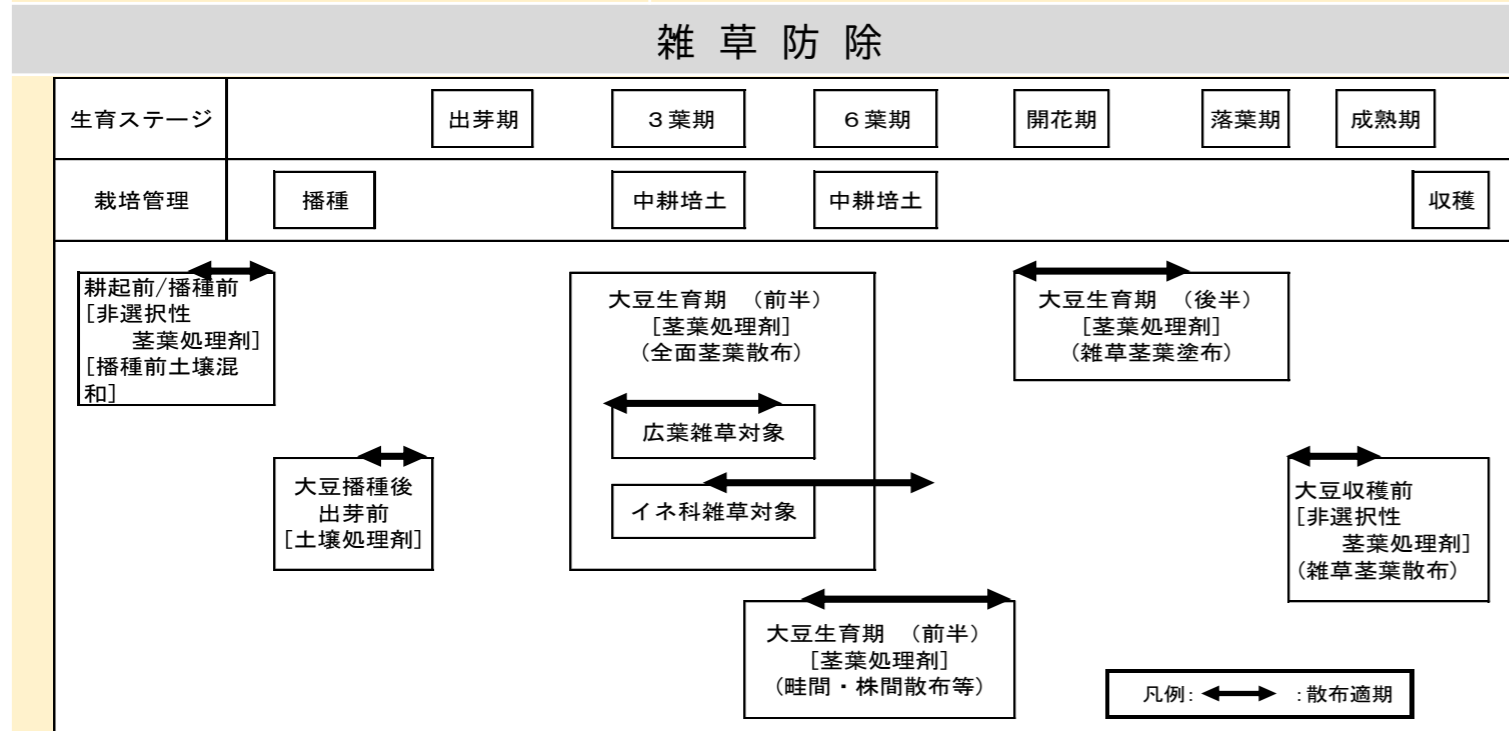 雑草防除
生育ステージ
出芽期
3葉期
6葉期
開花期
落葉期
成熟期
栽培管理
播種
中耕培土
中耕培土
収穫
耕起前/播種前
[非選択性
茎葉処理剤]
[播種前土壌混
和]
大豆播種後
出芽前
[土壌処理剤]
大豆生育期 (前半)
[茎葉処理剤]
(全面茎葉散布)
広葉雑草対象
イネ科雑草対象
大豆生育期 (前半)
[茎葉処理剤]
(畦間・株間散布等)
大豆生育期 (後半)
[茎葉処理剤]
(雑草茎葉塗布)
大豆収穫前
[非選択性
茎葉処理剤]
(雑草茎葉散布)
凡例: :散布適期